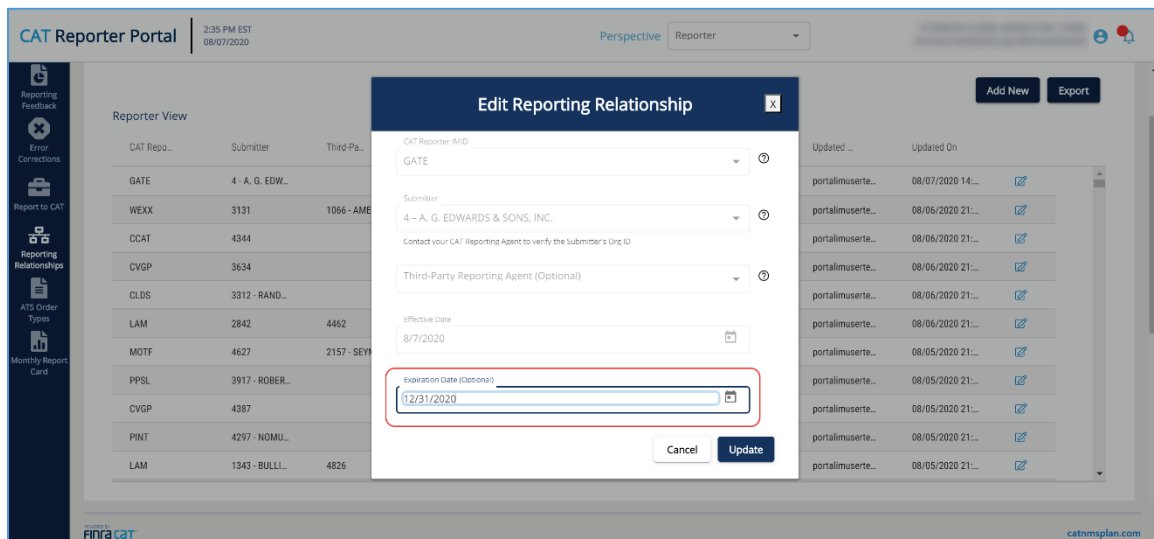 CAT Reporter Portal
2:35 PM EST
08/07/2020
Perspective
Reporter
Reporting
Feedback
Error
Corrections
Report to CAT
Reporting
Relationships
ATS Order
Types
Monthly Report
Card
Add New
Export
Reporter View
CAT Repo... Submitter Third-Pa... Updated ... Updated On
GATE 4 - A. G. EDW... portalimuserte... 08/07/2020 14:...
WEXX 3131 1066 - AME portalimuserte... 08/06/2020 21:...
CCAT 4344 portalimuserte... 08/06/2020 21:...
CVGP 3634 portalimuserte... 08/06/2020 21:...
CLDS 3312 - RAND... portalimuserte... 08/06/2020 21:...
LAM 2842 4462 portalimuserte... 08/06/2020 21:...
MOTF 4627 2157 - SEYM portalimuserte... 08/05/2020 21:...
PPSL 3917 - ROBER... portalimuserte... 08/05/2020 21:...
CVGP 4387 portalimuserte... 08/05/2020 21:...
PINT 4297 - NOMU... portalimuserte... 08/05/2020 21:...
LAM 1343 - BULLI... 4826 portalimuserte... 08/05/2020 21:...
Edit Reporting Relationship
X
CAT Reporter IMID
GATE
Submitter
4 – A. G. EDWARDS & SONS, INC.
Contact your CAT Reporting Agent to verify the Submitter's Org ID
Third-Party Reporting Agent (Optional)
Effective Date
8/7/2020
Expiration Date (Optional)
12/31/2020
Cancel
Update
POWERED BY
FINRA CAT
catnmsplan.com